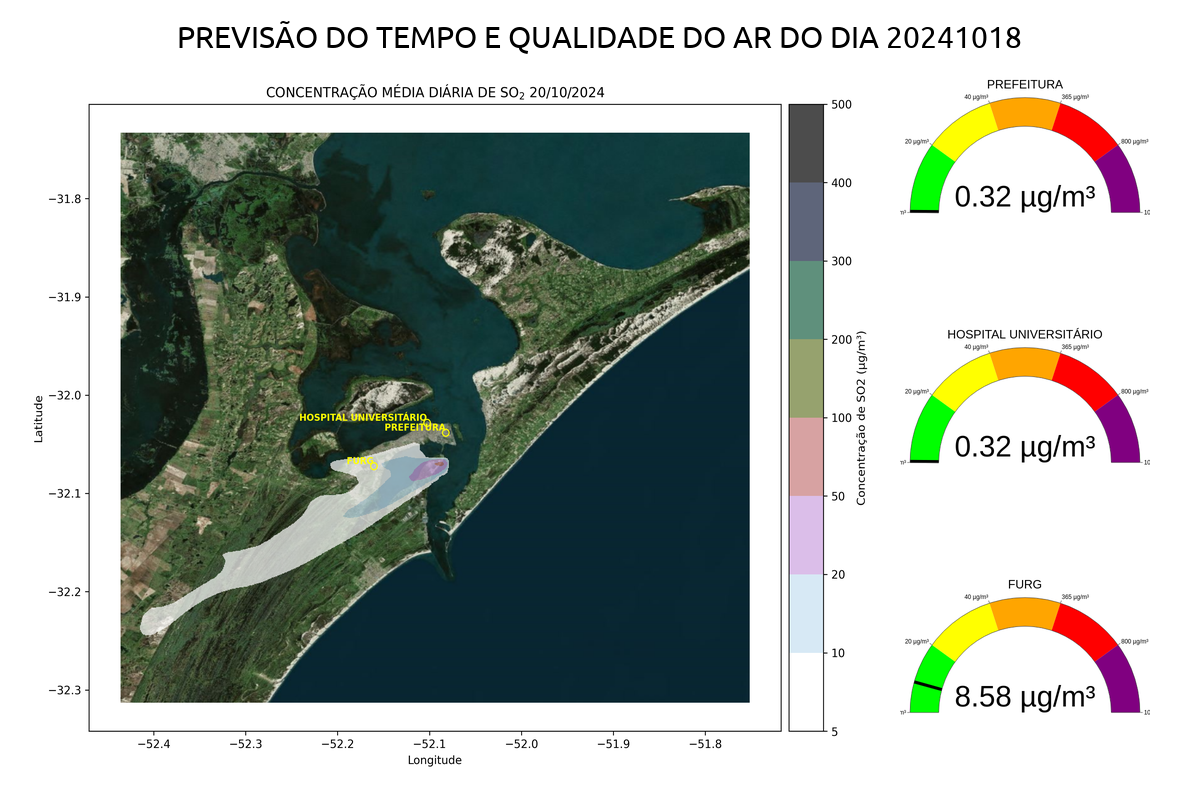 PREVISÃO DO TEMPO E QUALIDADE DO AR DO DIA 20241018
CONCENTRAÇÃO MÉDIA DIÁRIA DE SO₂ 20/10/2024
−31.8
−31.9
−32.0
−32.1
−32.2
−32.3
Latitude
−52.4
−52.3
−52.2
−52.1
−52.0
−51.9
−51.8
Longitude
HOSPITAL UNIVERSITÁRIO
PREFEITURA
FURG
500
400
300
200
100
50
20
10
5
Concentração de SO2 (µg/m³)
PREFEITURA
40 µg/m³
365 µg/m³
20 µg/m³
800 µg/m³
0.32 µg/m³
m³
10
HOSPITAL UNIVERSITÁRIO
40 µg/m³
365 µg/m³
20 µg/m³
800 µg/m³
0.32 µg/m³
m³
10
FURG
40 µg/m³
365 µg/m³
20 µg/m³
800 µg/m³
8.58 µg/m³
m³
10